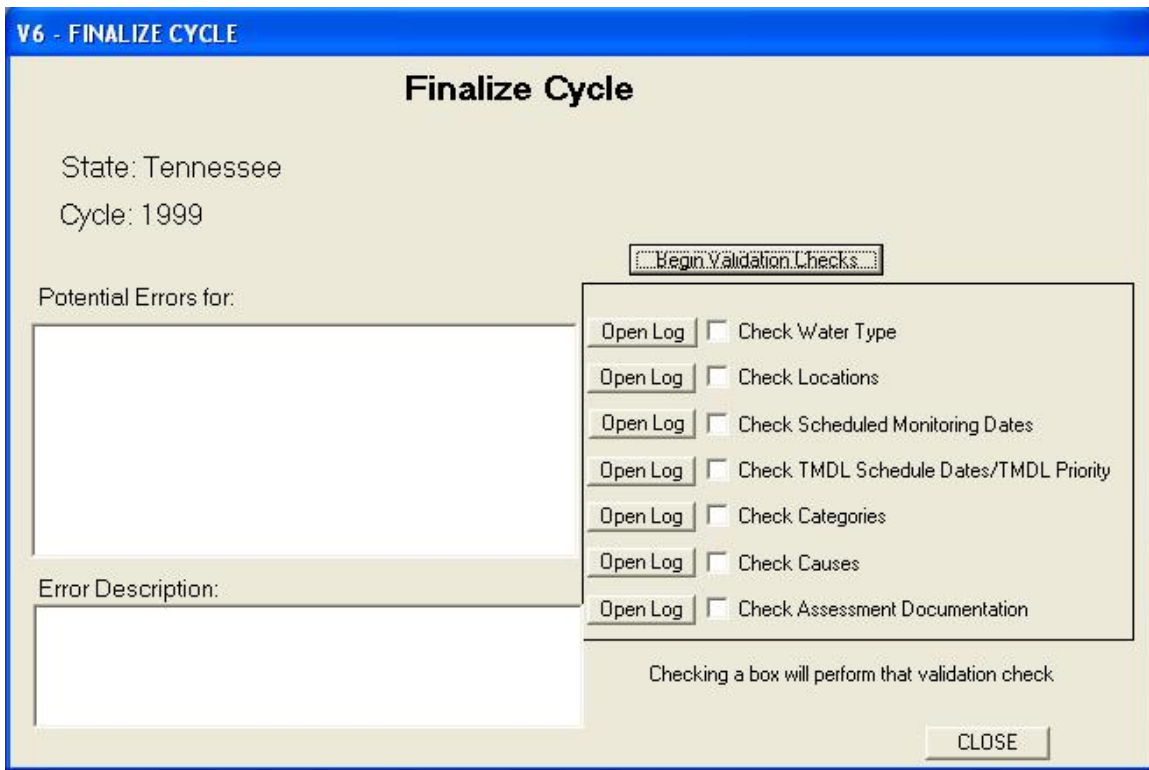 V6 - FINALIZE CYCLE
Finalize Cycle
State: Tennessee
Cycle: 1999
Begin Validation Checks
Potential Errors for:
Open Log Check Water Type
Open Log Check Locations
Open Log Check Scheduled Monitoring Dates
Open Log Check TMDL Schedule Dates/TMDL Priority
Open Log Check Categories
Open Log Check Causes
Error Description:
Open Log Check Assessment Documentation
Checking a box will perform that validation check
CLOSE